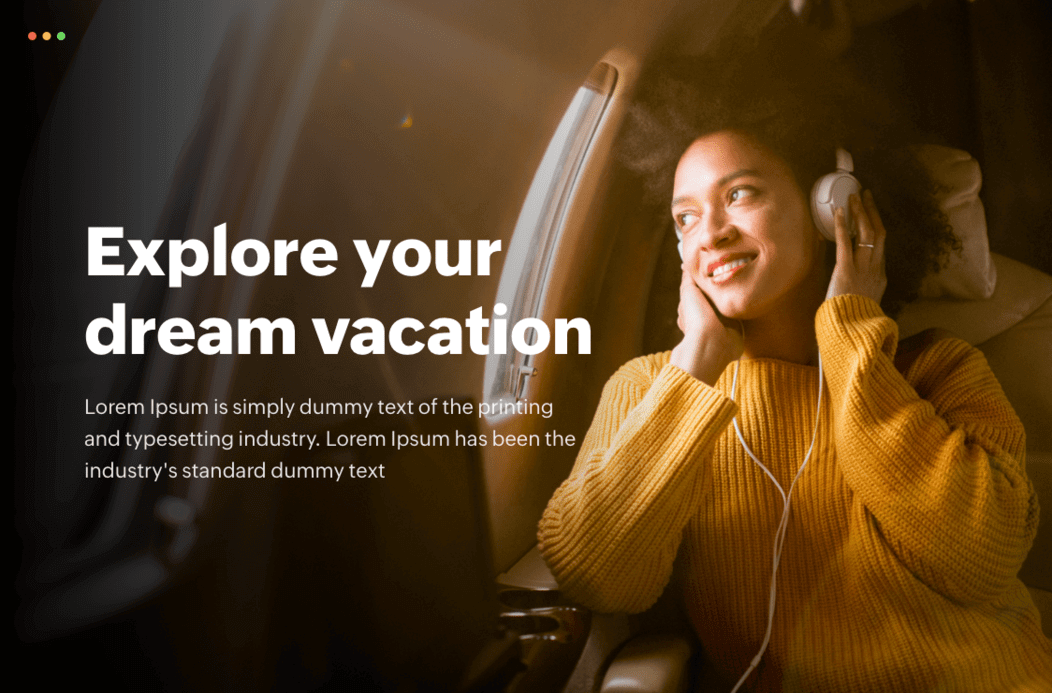 Explore your
dream vacation
Lorem Ipsum is simply dummy text of the printing
and typesetting industry. Lorem Ipsum has been the
industry's standard dummy text